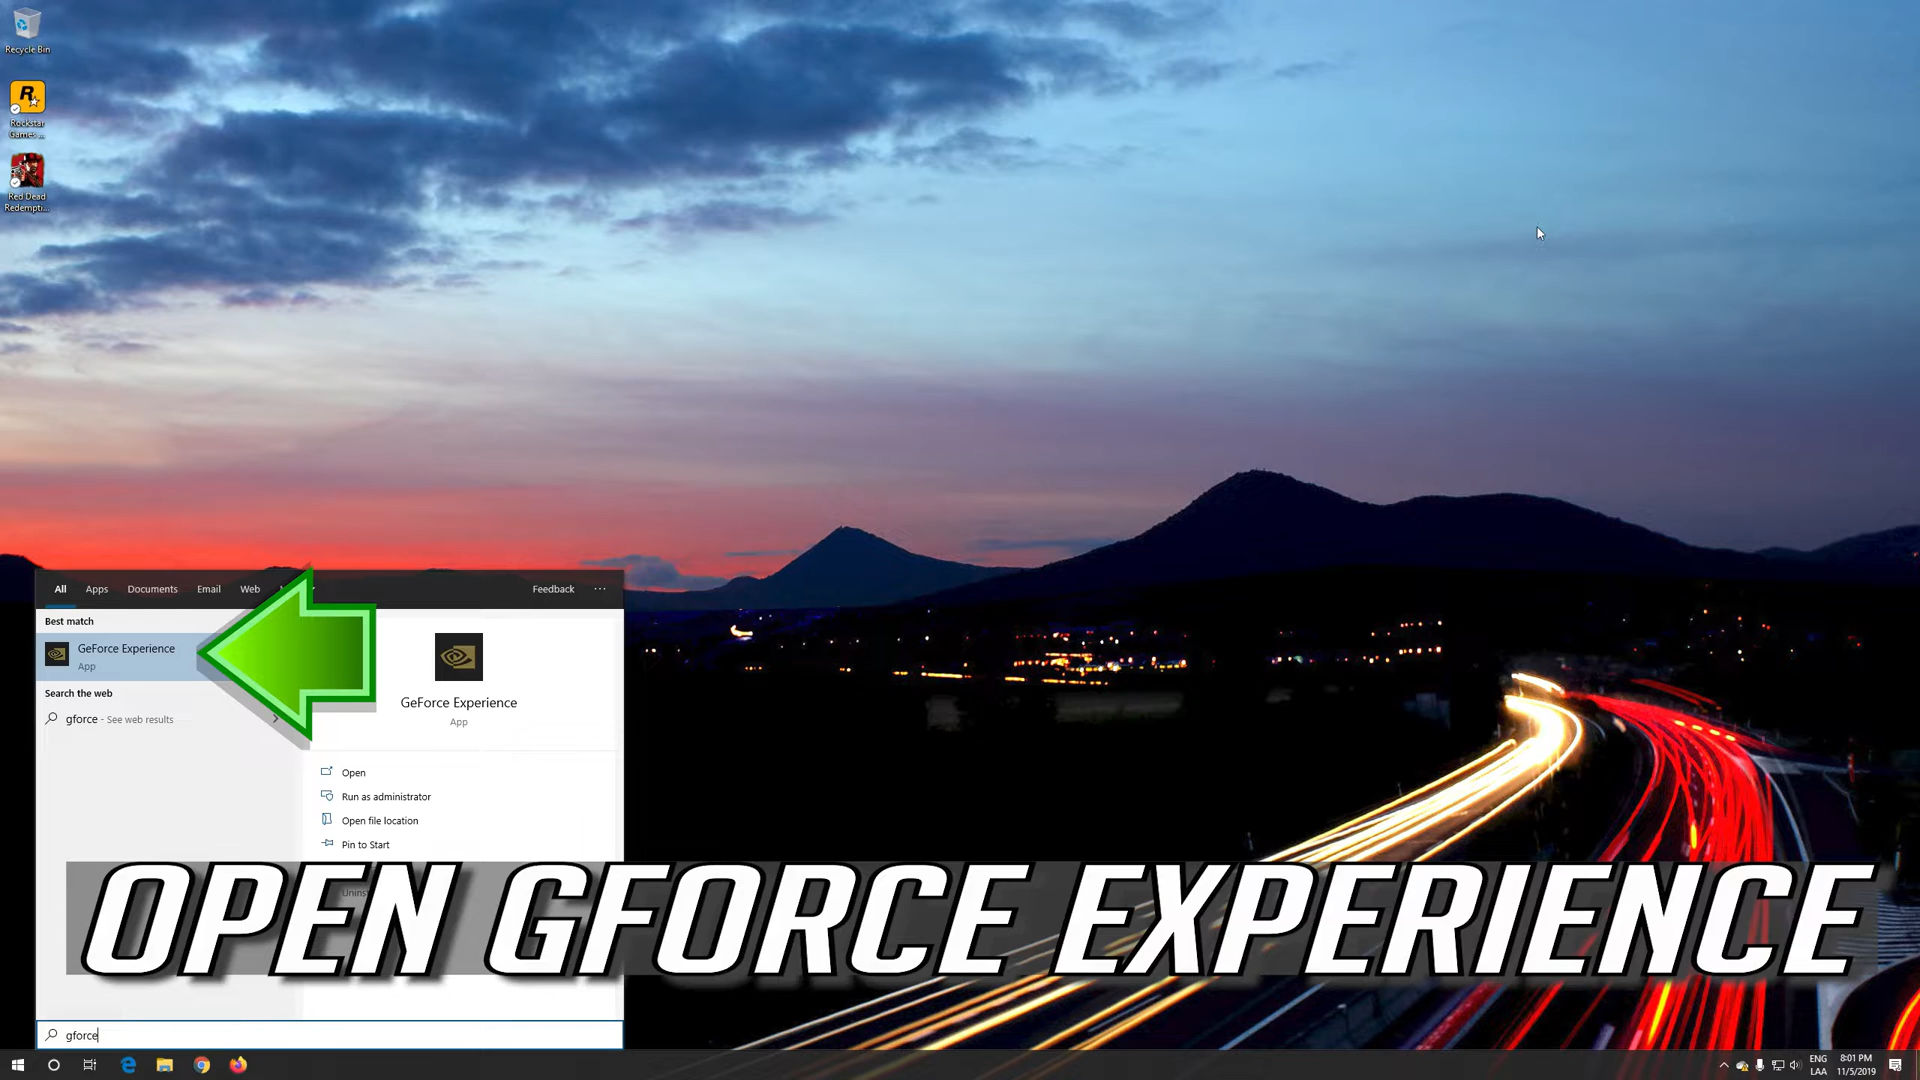 Recycle Bin
Rockstar
Games ...
Red Dead
Redempti...
All Apps Documents Email Web
Feedback ...
Best match
GeForce Experience
App
Search the web
gforce - See web results
GeForce Experience
App
Open
Run as administrator
Open file location
Pin to Start
OPEN GFORCE EXPERIENCE
gforce
ENG
LAA
8:01 PM
11/5/2019